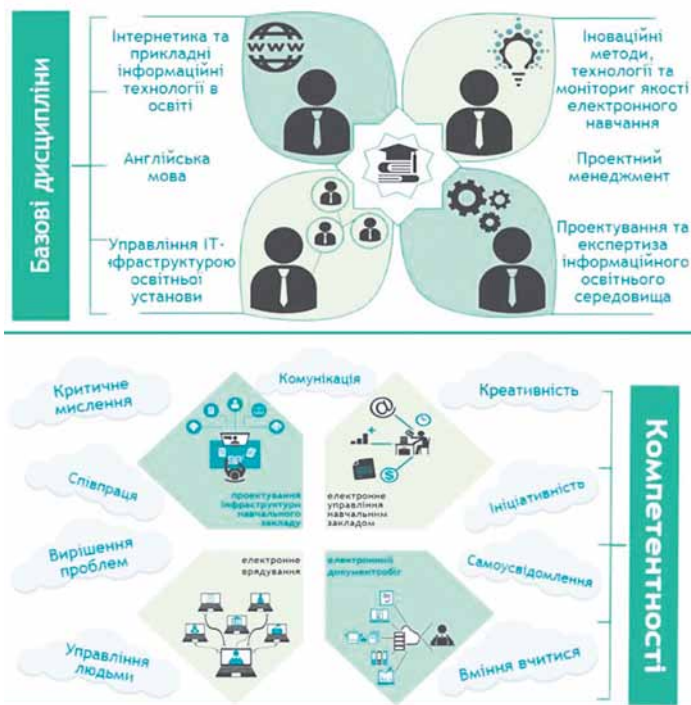 Базові дисципліни
Інтернетика та
прикладні
інформаційні
технології в
освіті
WWW
Англійська
мова
Управління ІТ-
нфраструктурою
освітньої
установи
Іноваційні
методи,
технології та
моніториг якості
електронного
навчання
Проектний
менеджмент
Проектування та
експертиза
інформаційного
освітнього
середовища
Критичне
мислення
Комунікація
Креативність
Співпраця
проектування
інфраструктури
навчального
закладу
електронне
управління
навчальним
закладом
Ініціативність
Вирішення
проблем
електронне
врядування
електронний
документообіг
Самоусвідомлення
Управління
людьми
Вміння вчитися
Компетентності